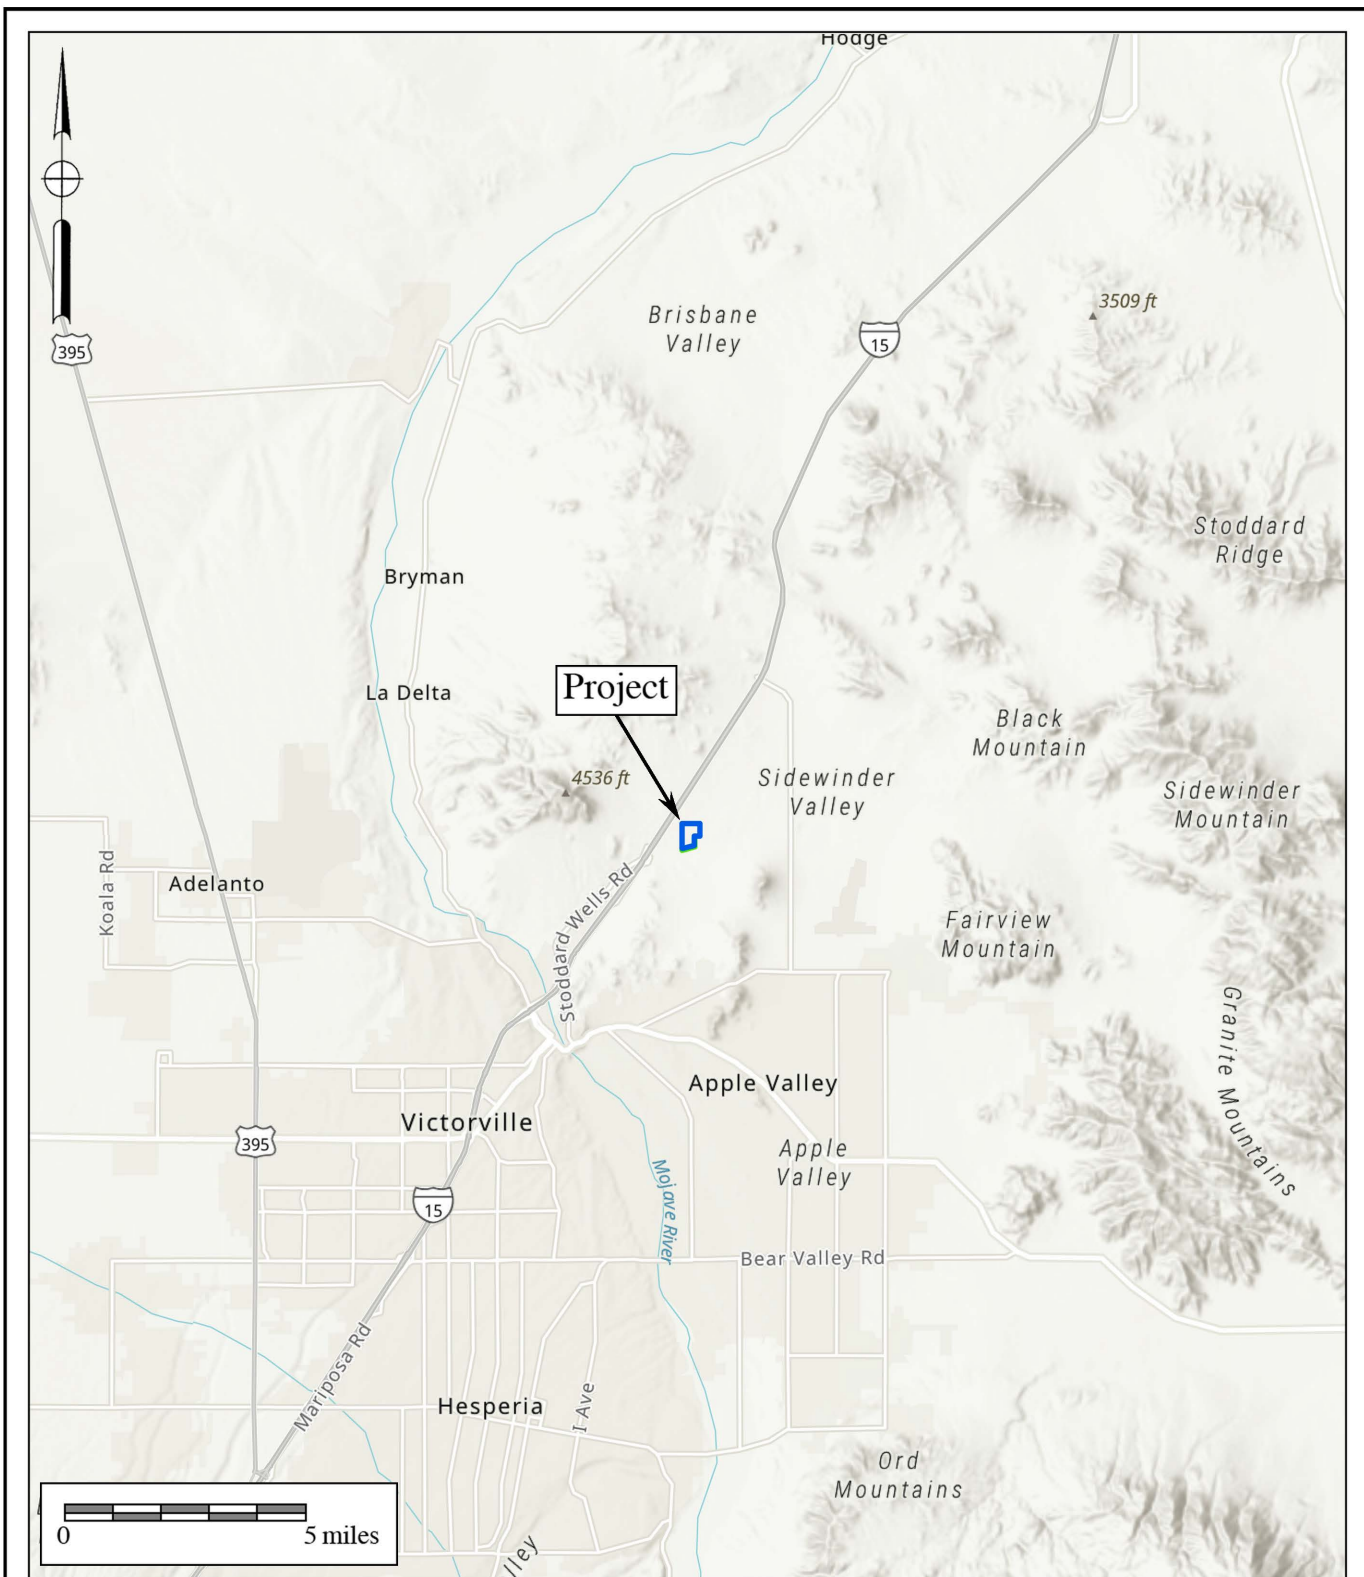 Hodge
3509 ft
Brisbane
Valley
15
395
Stoddard
Ridge
Bryman
La Delta
Project
Black
Mountain
4536 ft
Sidewinder
Valley
Sidewinder
Mountain
Koala Rd
Adelanto
Stoddard Wells Rd
Fairview
Mountain
Granite Mountains
Apple Valley
Victorville
395
Apple
Valley
Mojave River
15
Bear Valley Rd
Mariposa Rd
Hesperia
I Ave
Ord
Mountains
0 5 miles
lley